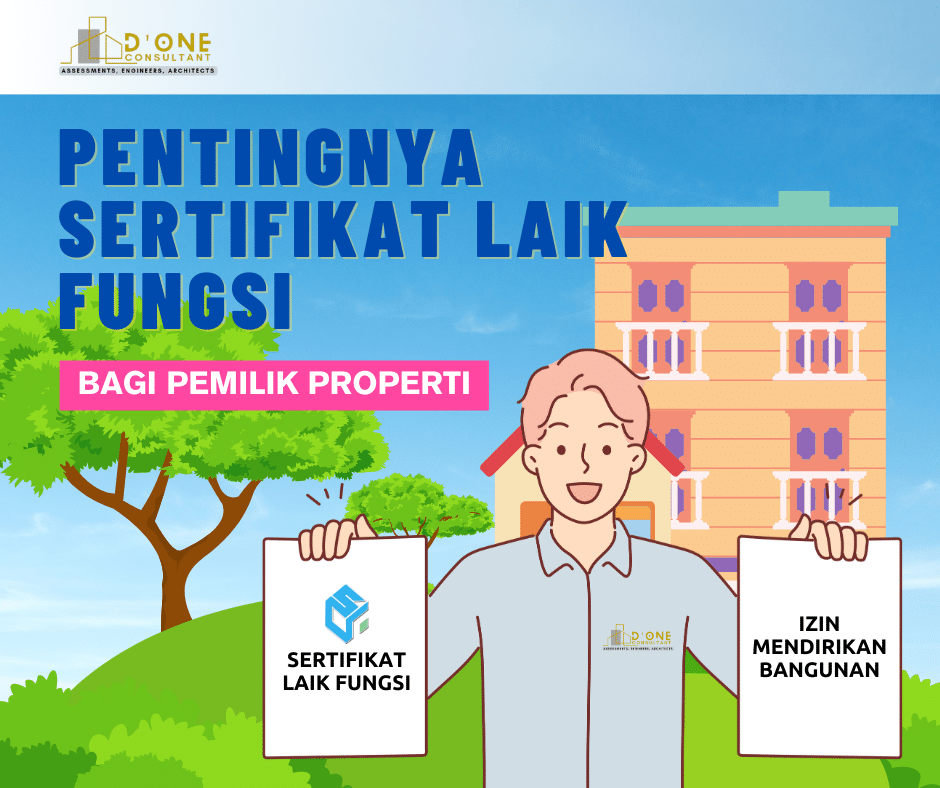 D'ONE
CONSULTANT
ASSESSMENTS, ENGINEERS, ARCHITECTS
PENTINGNYA
SERTIFIKAT LAIK
FUNGSI
BAGI PEMILIK PROPERTI
SERTIFIKAT
LAIK FUNGSI
D'ONE
CONSULTANT
ASSESSMENTS, ENGINEERS, ARCHITECTS
IZIN
MENDIRIKAN
BANGUNAN